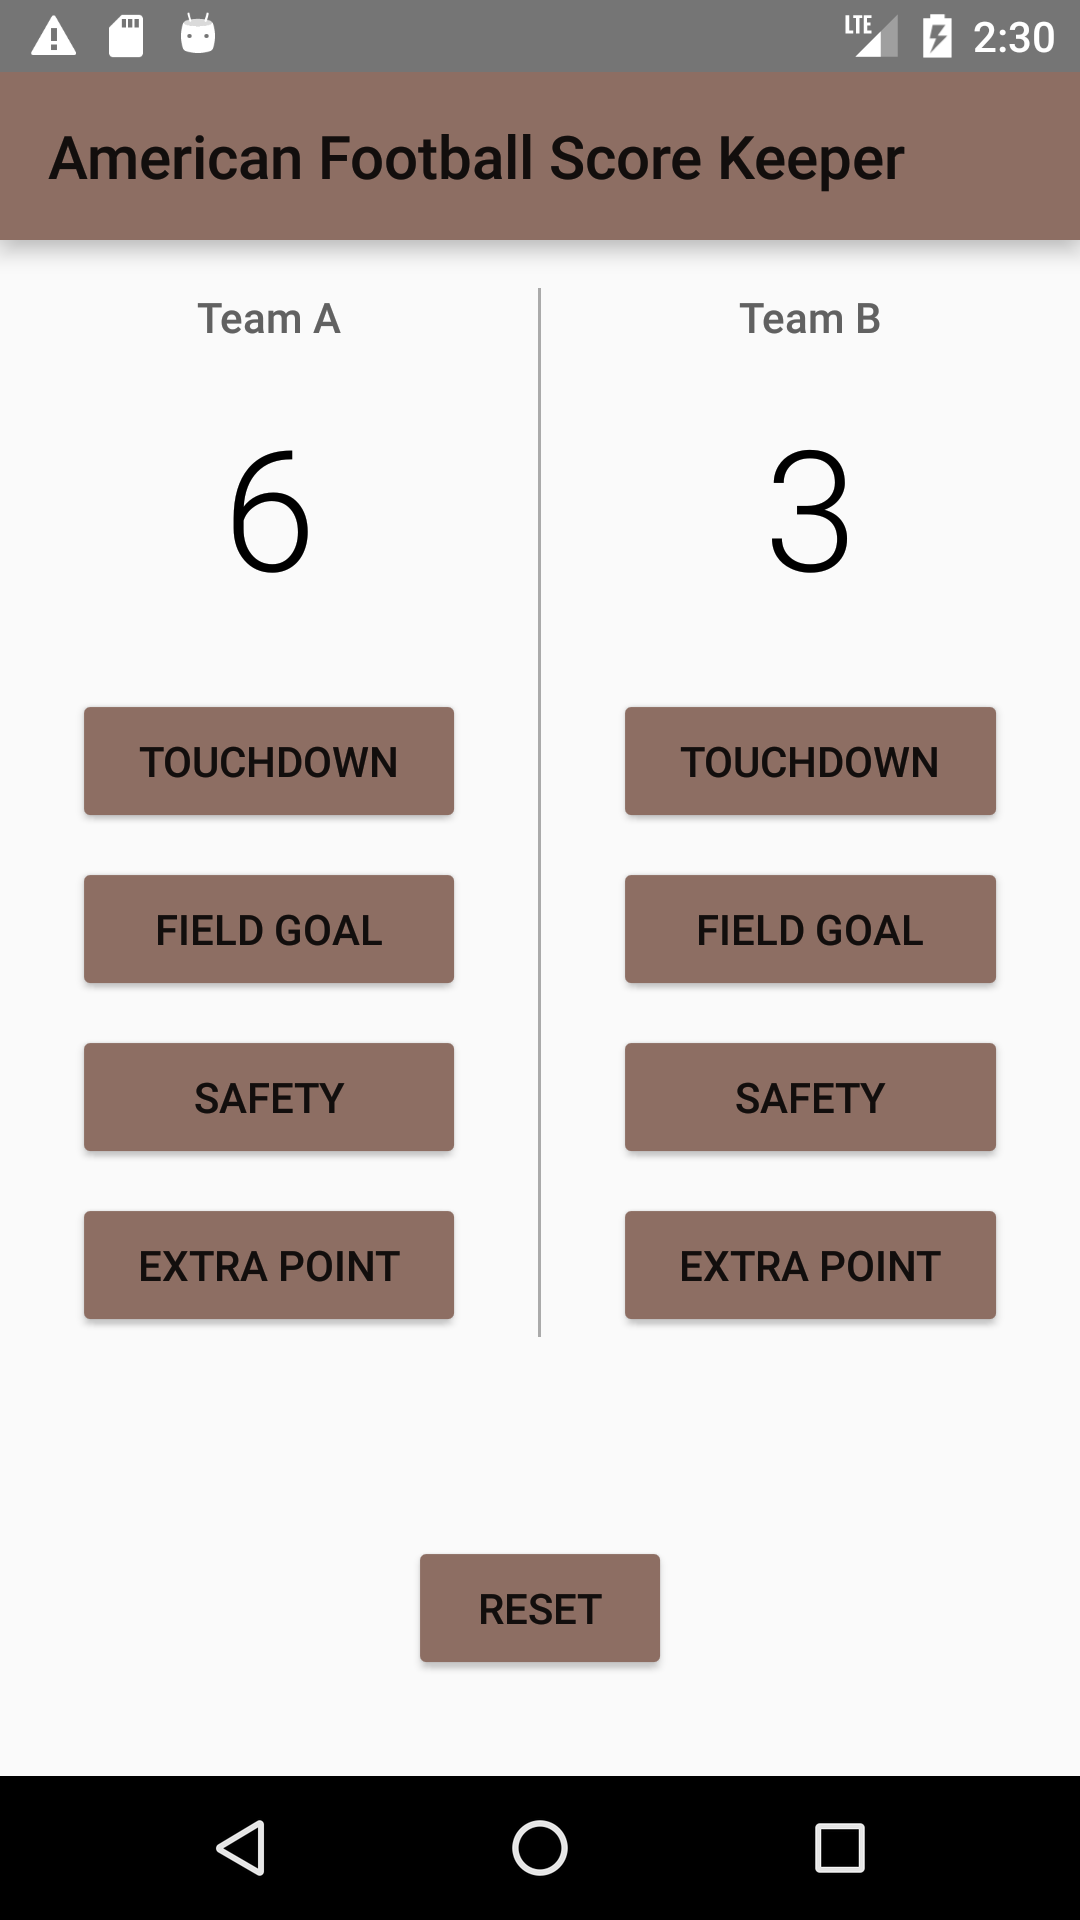 LTE 2:30
American Football Score Keeper
Team A
6
TOUCHDOWN
FIELD GOAL
SAFETY
EXTRA POINT
Team B
3
TOUCHDOWN
FIELD GOAL
SAFETY
EXTRA POINT
RESET